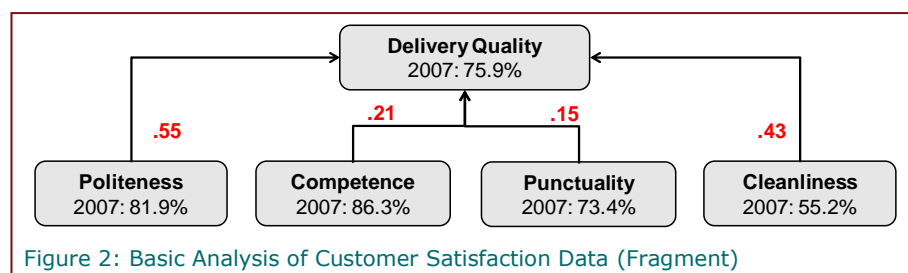 Delivery Quality
2007: 75.9%
.55
.21
.15
.43
Politeness
2007: 81.9%
Competence
2007: 86.3%
Punctuality
2007: 73.4%
Cleanliness
2007: 55.2%
Figure 2: Basic Analysis of Customer Satisfaction Data (Fragment)